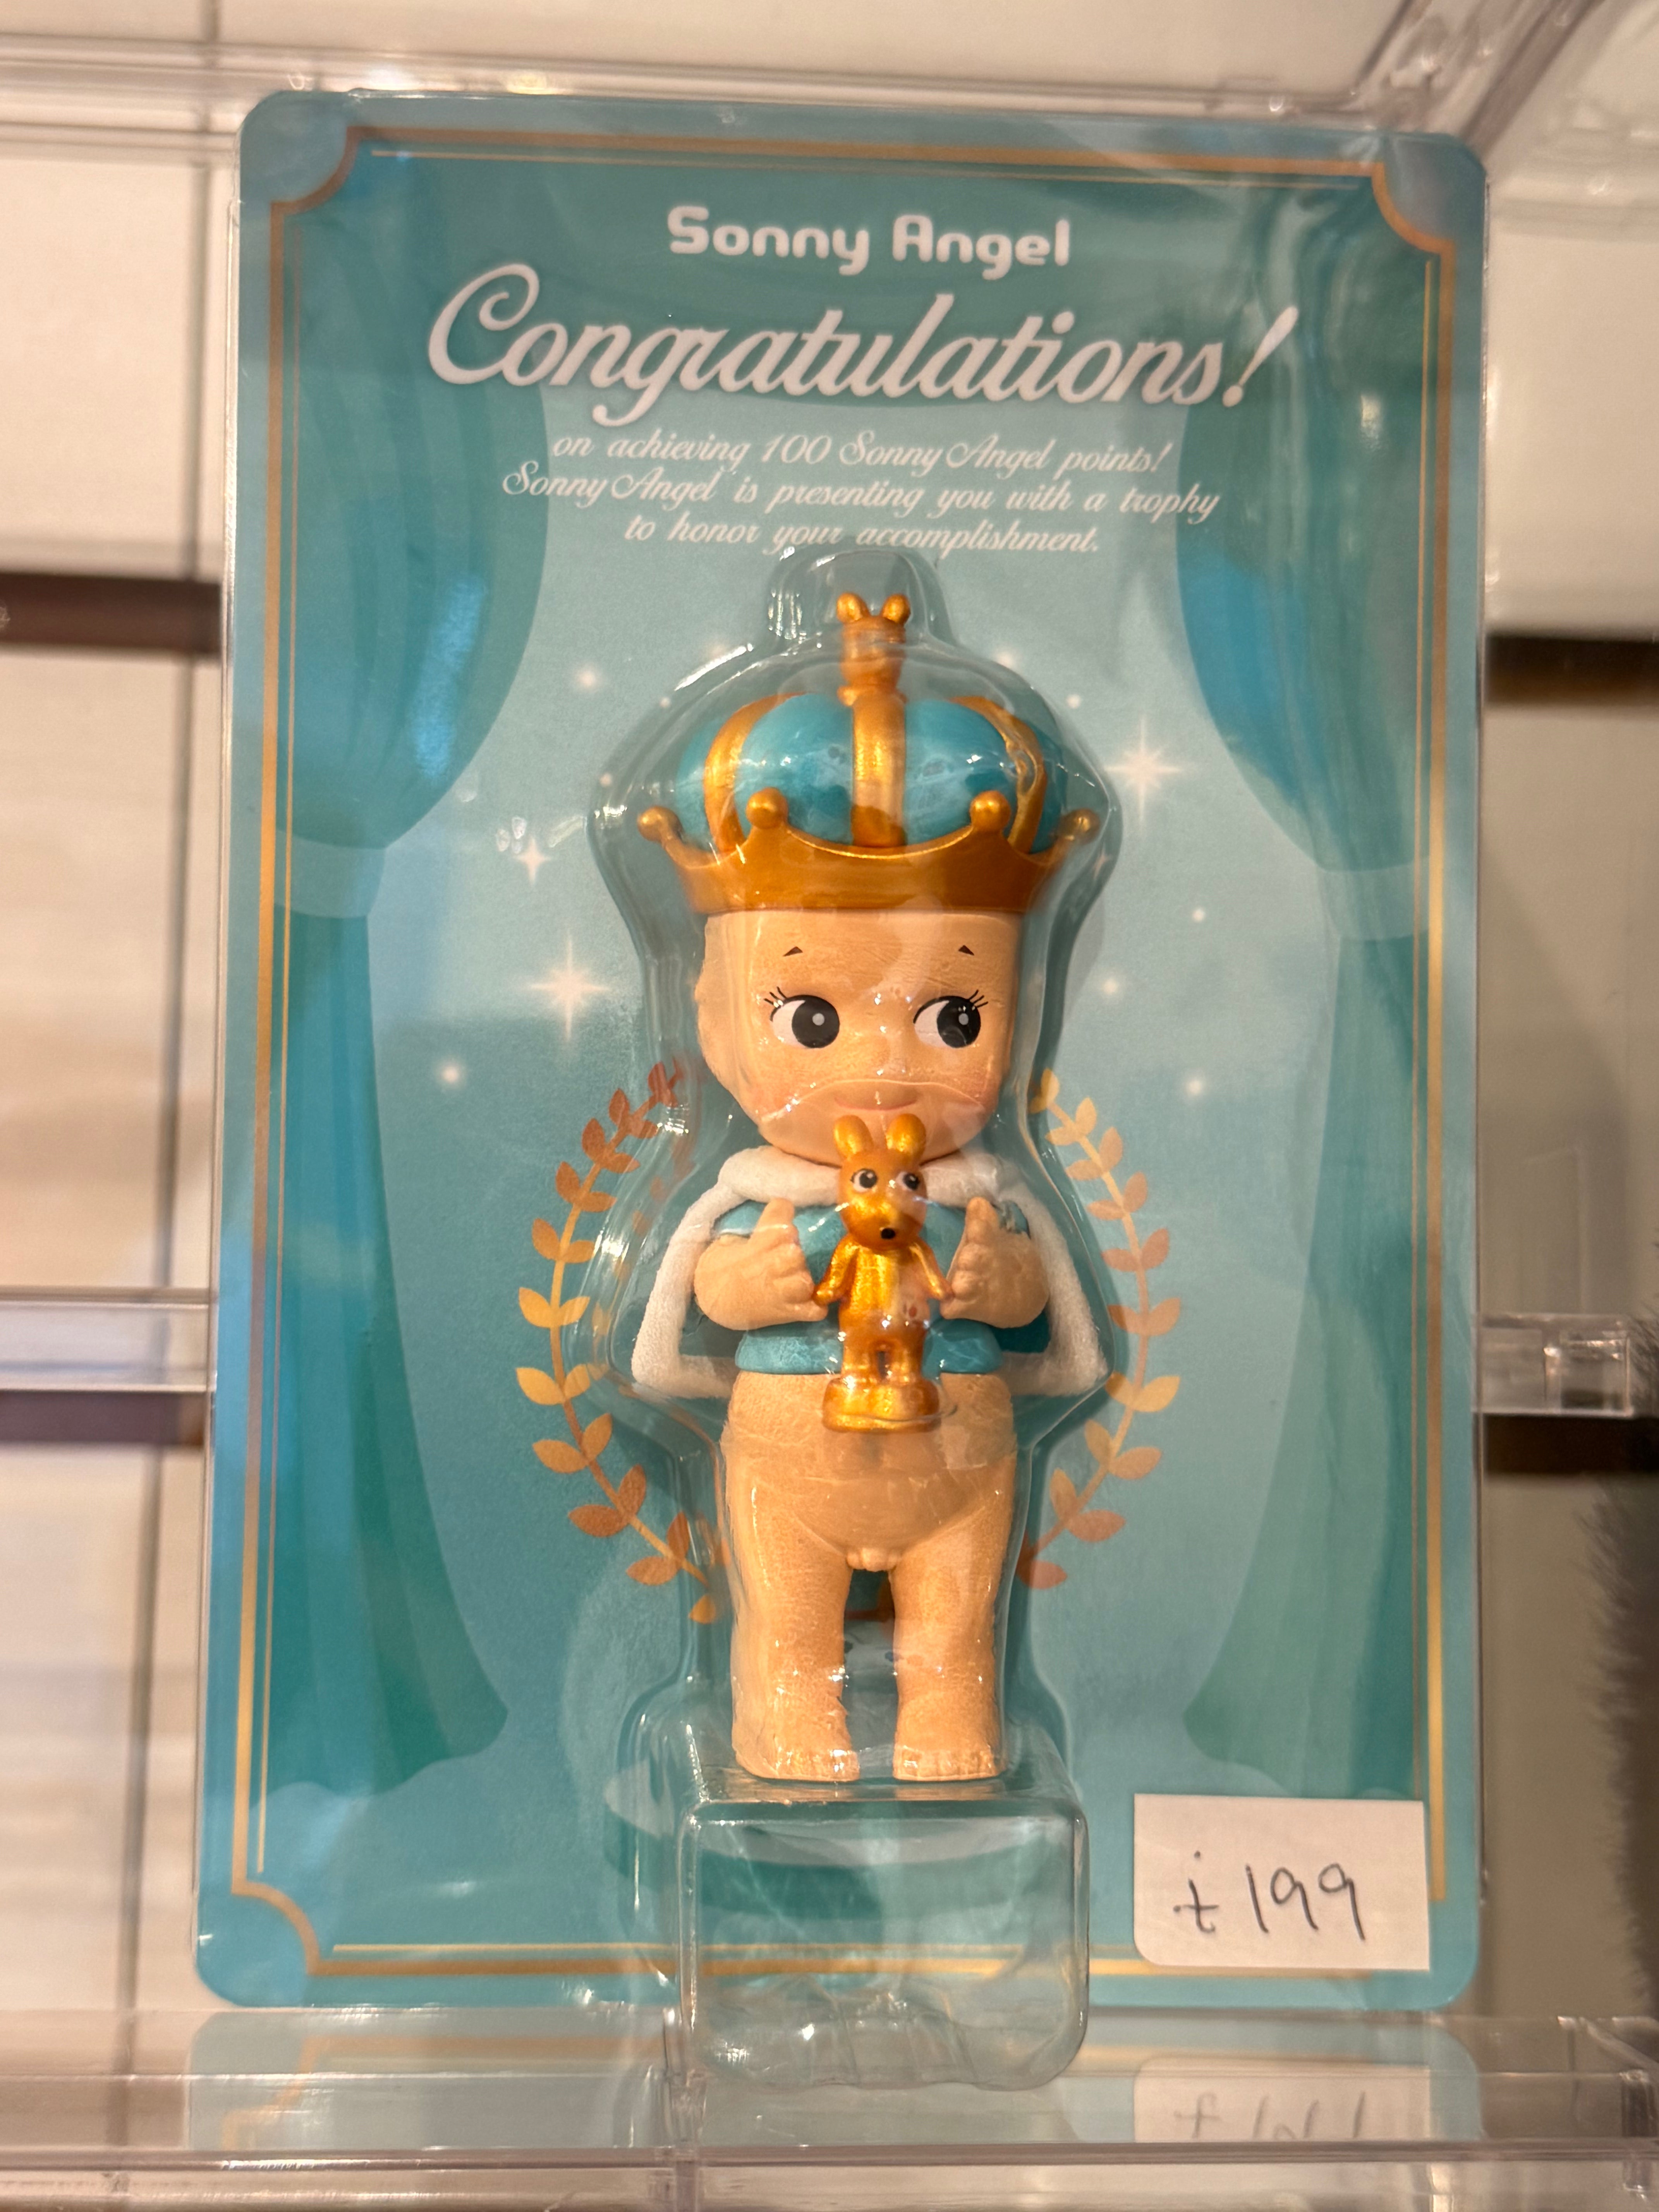 Sonny Angel
Congratulations!
on achieving 100 Sonny Angel points!
Sonny Angel is presenting you with a trophy
to honor your accomplishment.
£199